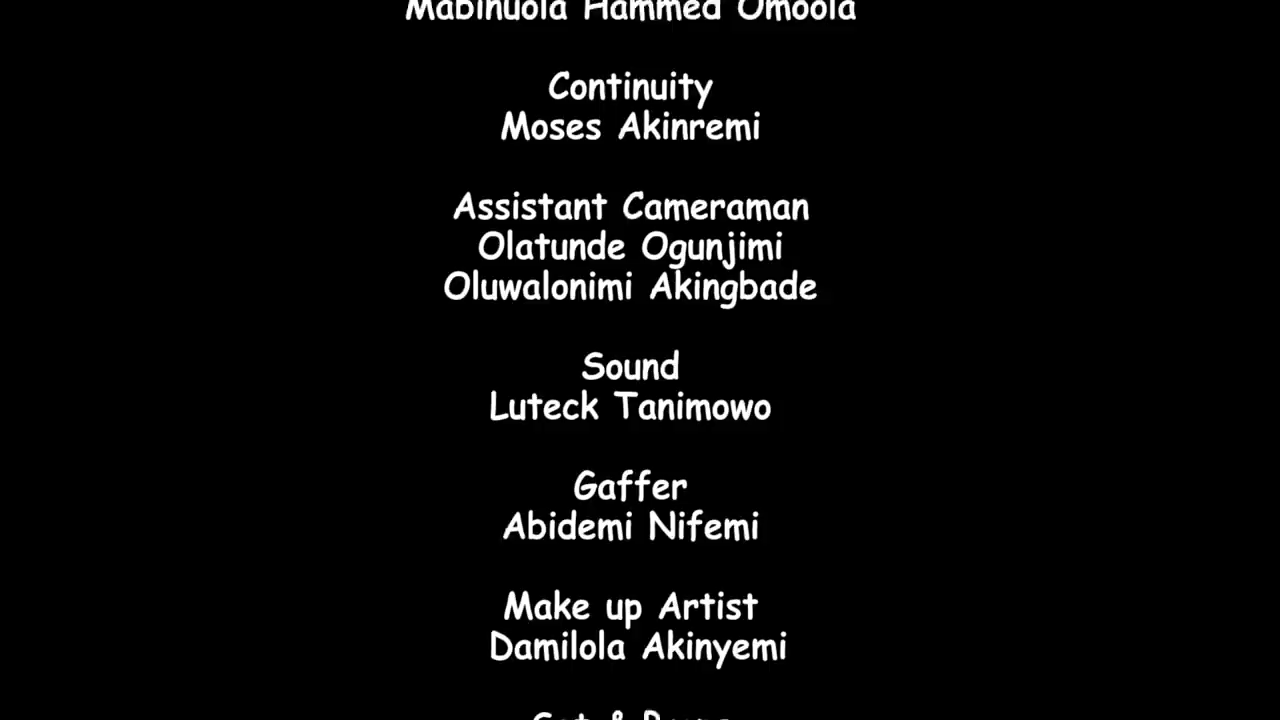 Mabinuola Hammed Omoola
Continuity
Moses Akinremi
Assistant Cameraman
Olatunde Ogunjimi
Oluwalonimi Akingbade
Sound
Luteck Tanimowo
Gaffer
Abidemi Nifemi
Make up Artist
Damilola Akinyemi